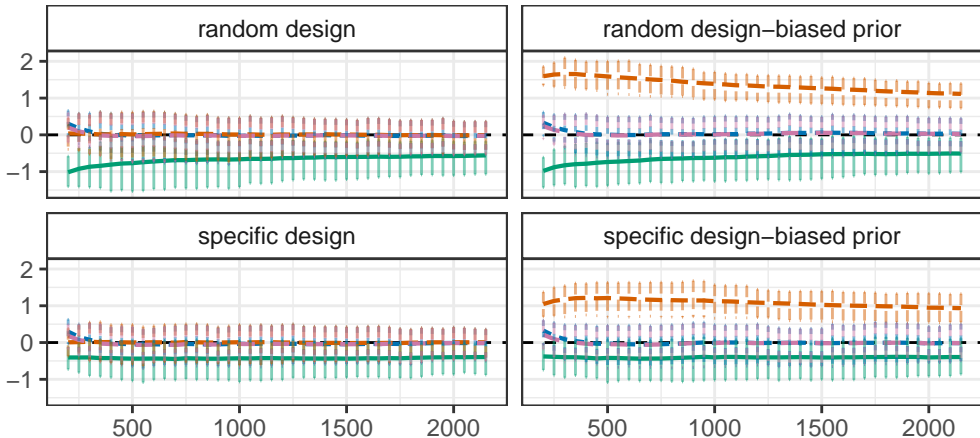 random design
random design−biased prior
2
1
0
−1
specific design
specific design−biased prior
2
1
0
−1
500 1000 1500 2000 500 1000 1500 2000